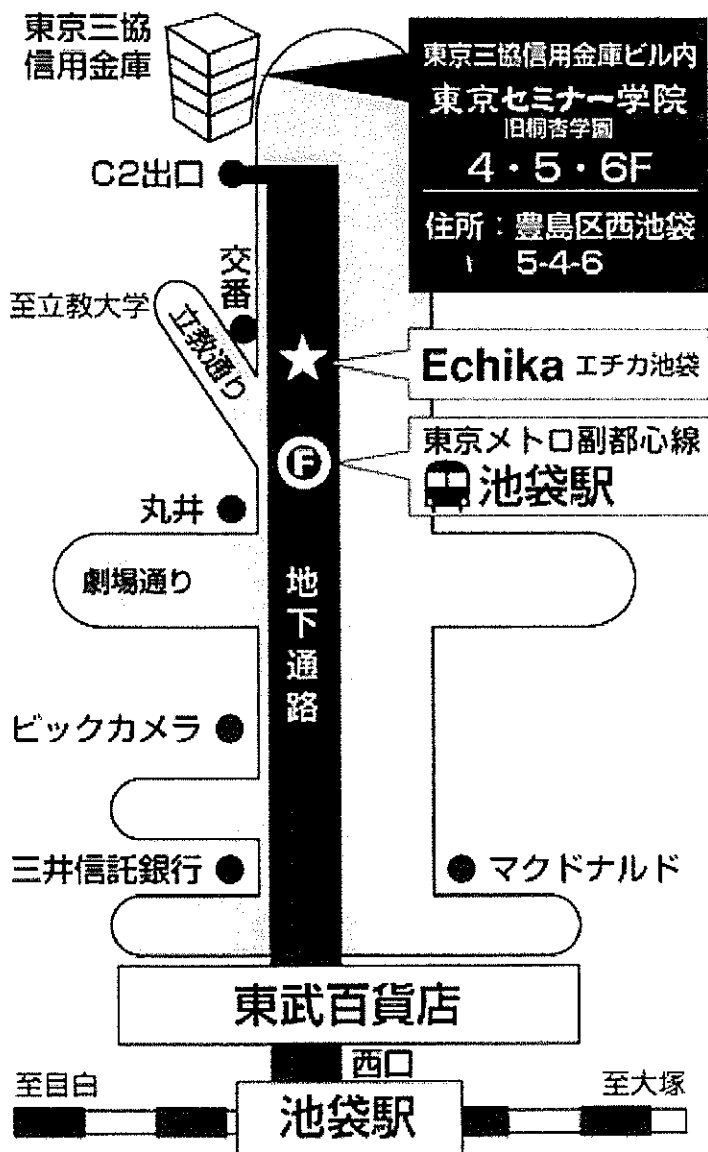 東京三協
信用金庫
東京三協信用金庫ビル内
東京セミナー学院
旧桐杏学園
4・5・6F
住所：豊島区西池袋
5-4-6
C2出口
交番
至立教大学
立教通り
Echika エチカ池袋
東京メトロ副都心線
F
池袋駅
丸井
劇場通り
地下通路
ビックカメラ
三井信託銀行
マクドナルド
東武百貨店
西口
至目白
至大塚
池袋駅